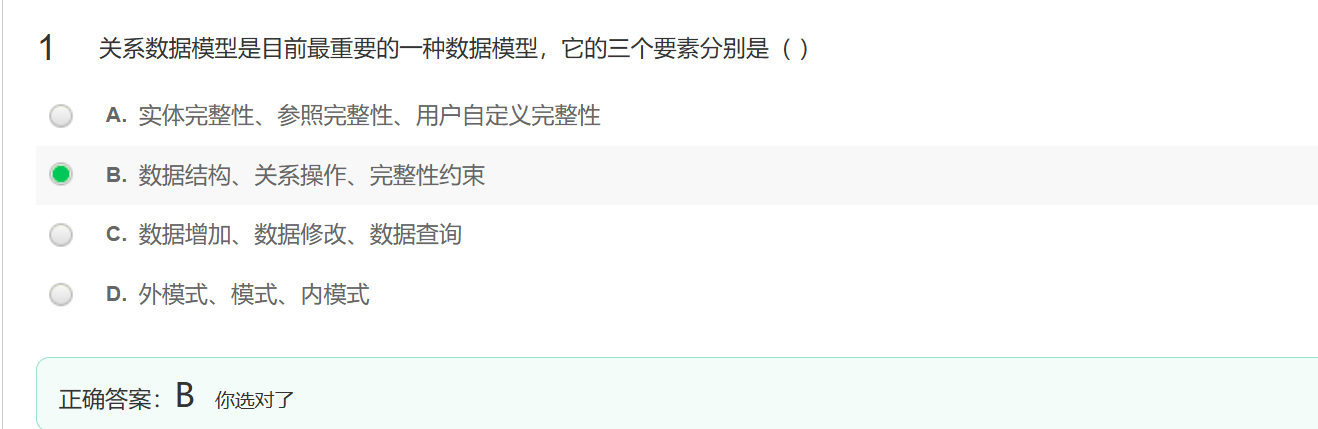 1 关系数据模型是目前最重要的一种数据模型，它的三个要素分别是（ ）
A. 实体完整性、参照完整性、用户自定义完整性
B. 数据结构、关系操作、完整性约束
C. 数据增加、数据修改、数据查询
D. 外模式、模式、内模式
正确答案：B 你选对了